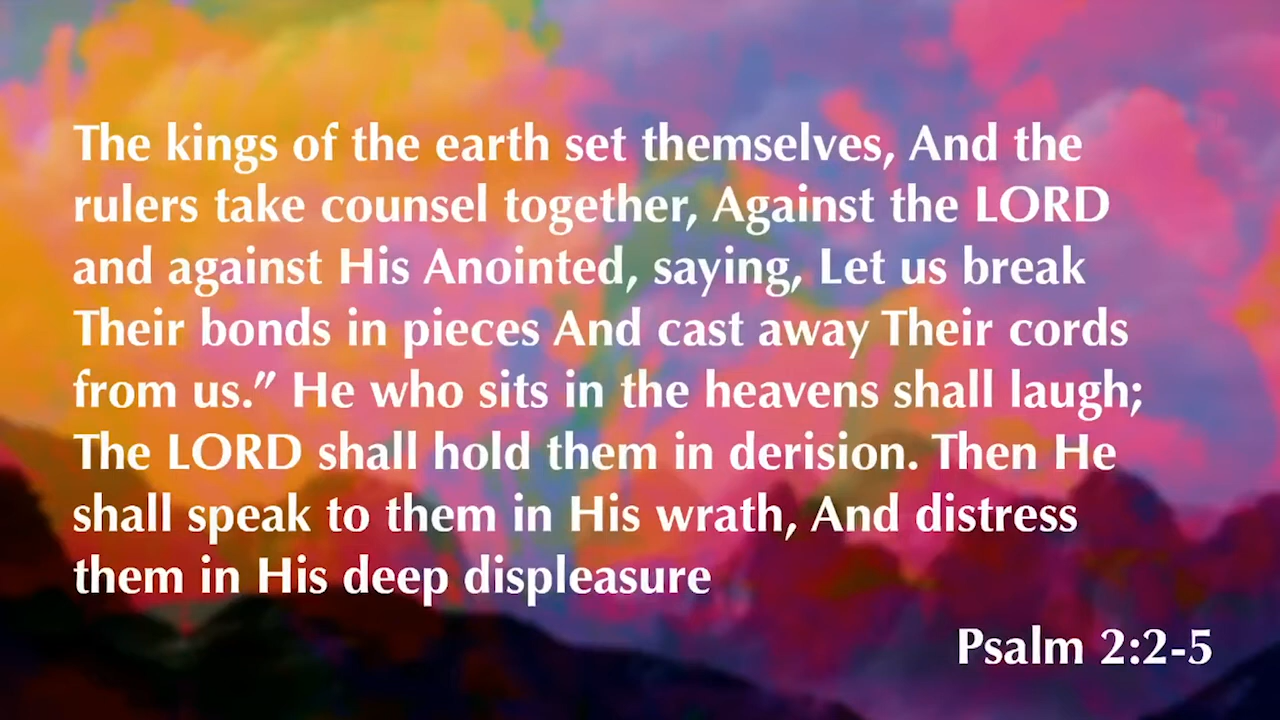 The kings of the earth set themselves, And the
rulers take counsel together, Against the LORD
and against His Anointed, saying, Let us break
Their bonds in pieces And cast away Their cords
from us.” He who sits in the heavens shall laugh;
The LORD shall hold them in derision. Then He
shall speak to them in His wrath, And distress
them in His deep displeasure
Psalm 2:2-5